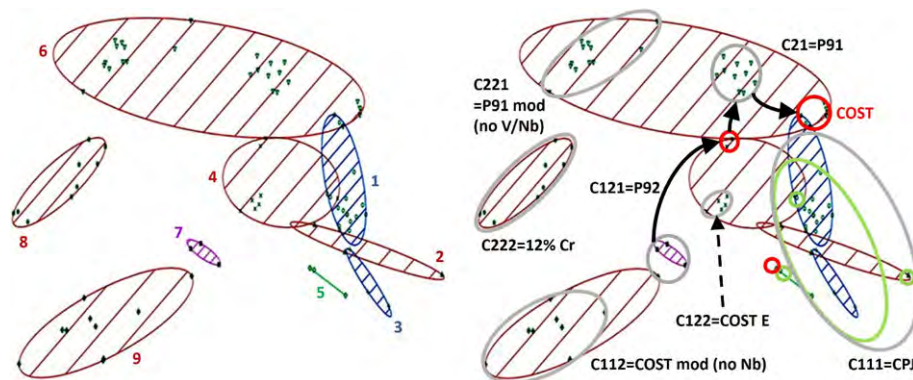 6
4
1
8
7
2
5
3
9
C21=P91
C221
=P91 mod
(no V/Nb)
COST
C121=P92
C222=12% Cr
C122=COST E
C112=COST mod (no Nb)
C111=CPJ